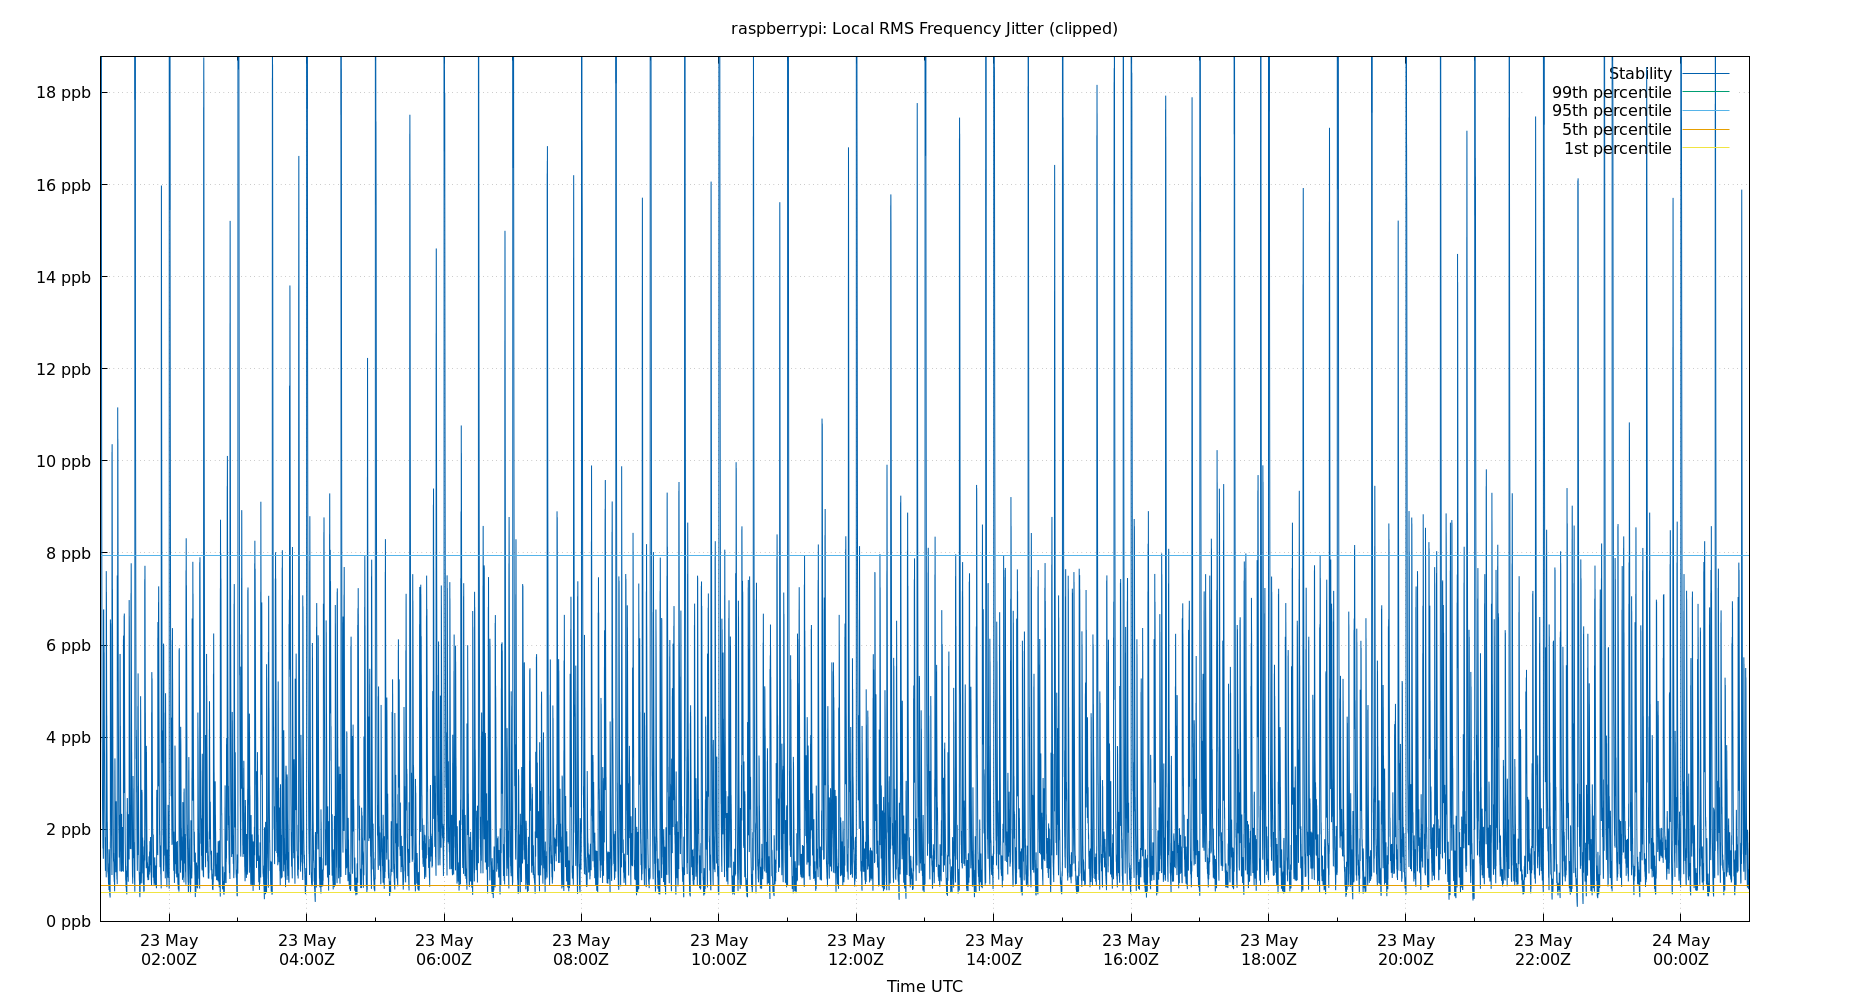 raspberrypi: Local RMS Frequency Jitter (clipped)
18 ppb
16 ppb
14 ppb
12 ppb
10 ppb
8 ppb
6 ppb
4 ppb
2 ppb
0 ppb
Stability
99th percentile
95th percentile
5th percentile
1st percentile
23 May 23 May 23 May 23 May 23 May 23 May 23 May 23 May 23 May 23 May 23 May 24 May
02:00Z 04:00Z 06:00Z 08:00Z 10:00Z 12:00Z 14:00Z 16:00Z 18:00Z 20:00Z 22:00Z 00:00Z
Time UTC